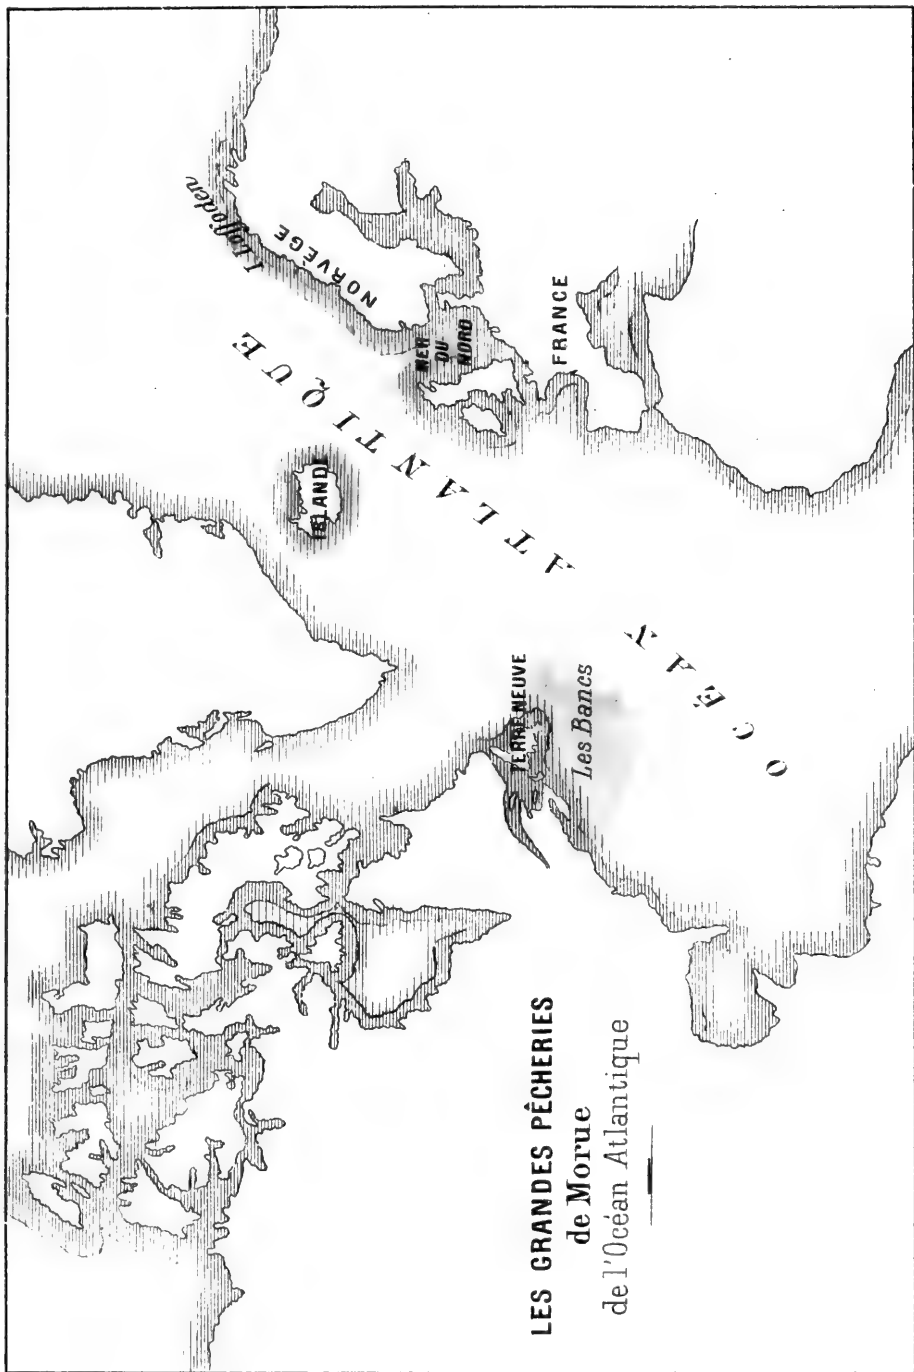 LES GRANDES PÊCHERIES
de Morue
de l'Océan Atlantique
OCÉAN ATLANTIQUE
I. Loffoden
NORVÈGE
MER
DU
NORD
FRANCE
ISLANDE
TERRE NEUVE
Les Bancs